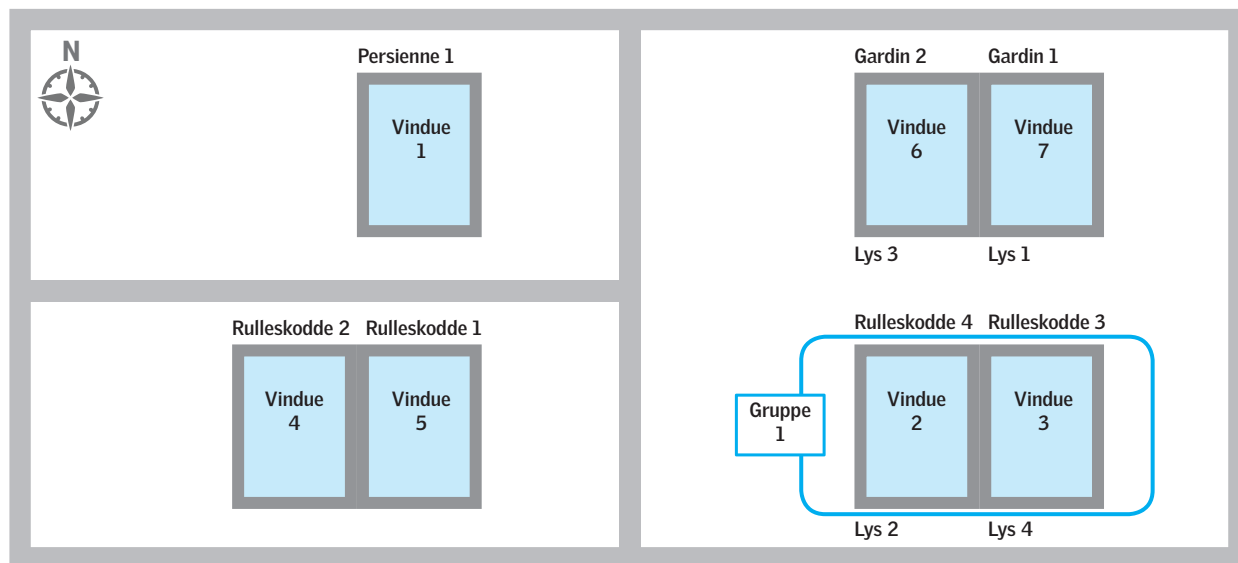 N
Persienne 1
Vindue
1
Rulleskodde 2 Rulleskodde 1
Vindue
4
Vindue
5
Gardin 2 Gardin 1
Vindue
6
Vindue
7
Lys 3 Lys 1
Rulleskodde 4 Rulleskodde 3
Gruppe
1
Vindue
2
Vindue
3
Lys 2 Lys 4